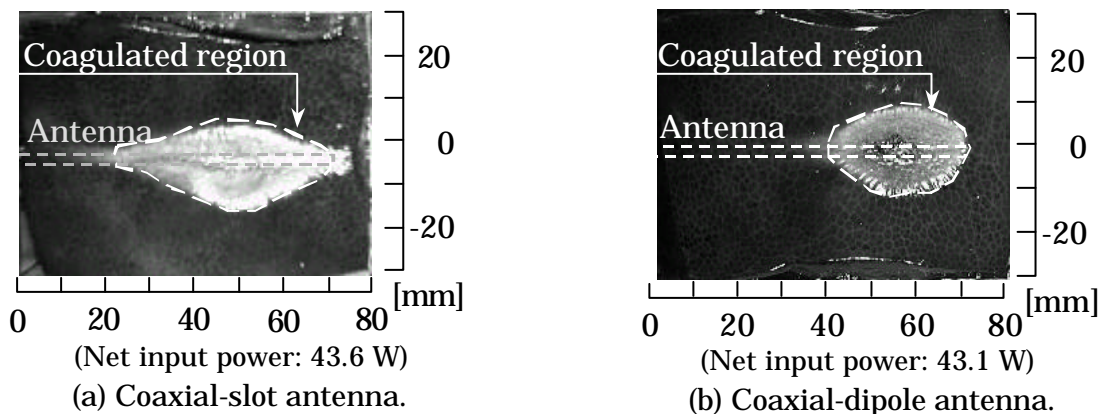 Coagulated region
Antenna
20
0
-20
[mm]
0 20 40 60 80
(Net input power: 43.6 W)
(a) Coaxial-slot antenna.
Coagulated region
Antenna
20
0
-20
[mm]
0 20 40 60 80
(Net input power: 43.1 W)
(b) Coaxial-dipole antenna.